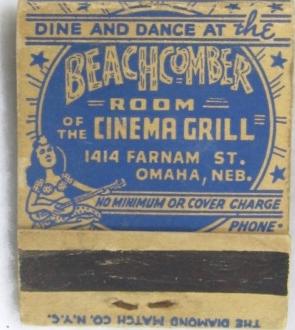 DINE AND DANCE AT the
BEACHCOMBER
ROOM
OF THE CINEMA GRILL
1414 FARNAM ST.
OMAHA, NEB.
NO MINIMUM OR COVER CHARGE
PHONE•
THE DIAMOND MATCH CO. N.Y.C.